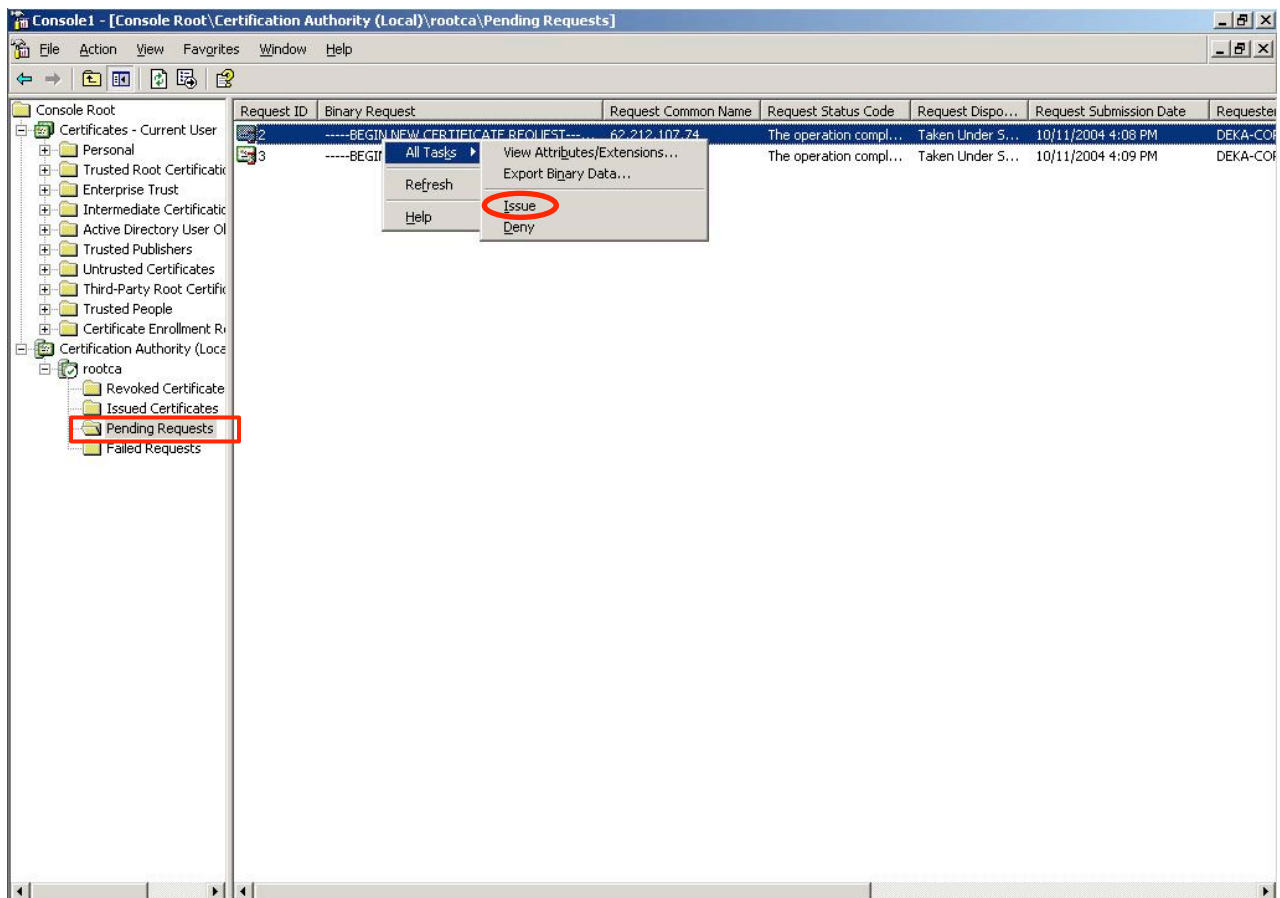 Console1 - [Console Root\Certification Authority (Local)\rootca\Pending Requests]
File Action View Favorites Window Help
Console Root
Certificates - Current User
Personal
Trusted Root Certificatic
Enterprise Trust
Intermediate Certificatic
Active Directory User Ol
Trusted Publishers
Untrusted Certificates
Third-Party Root Certific
Trusted People
Certificate Enrollment R
Certification Authority (Loca
rootca
Revoked Certificate
Issued Certificates
Pending Requests
Failed Requests
Request ID Binary Request Request Common Name Request Status Code Request Dispo... Request Submission Date Requester
2 -----BEGIN NEW CERTIFICATE REQUEST---... 62.212.107.74 The operation compl... Taken Under S... 10/11/2004 4:08 PM DEKA-COR
3 -----BEGI The operation compl... Taken Under S... 10/11/2004 4:09 PM DEKA-COR
All Tasks
Refresh
Help
View Attributes/Extensions...
Export Binary Data...
Issue
Deny